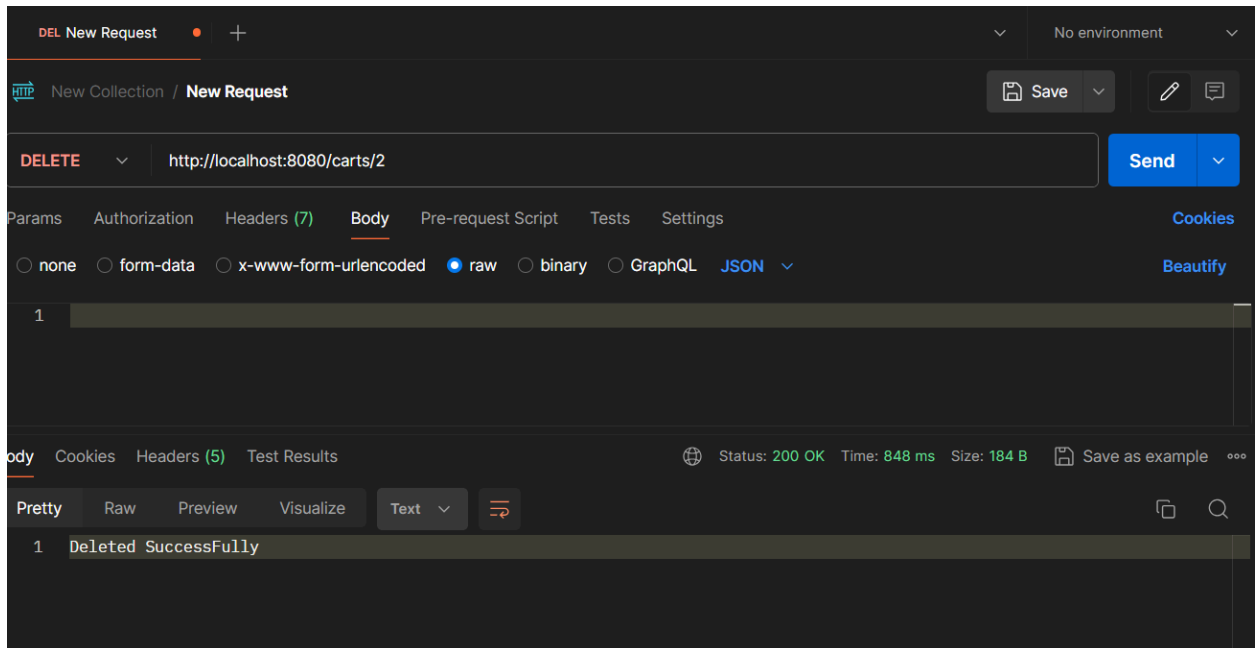 DEL New Request
No environment
HTTP New Collection / New Request Save
DELETE http://localhost:8080/carts/2 Send
Params Authorization Headers (7) Body Pre-request Script Tests Settings Cookies
none form-data x-www-form-urlencoded raw binary GraphQL JSON Beautify
1
ody Cookies Headers (5) Test Results Status: 200 OK Time: 848 ms Size: 184 B Save as example
Pretty Raw Preview Visualize Text
1 Deleted SuccessFully